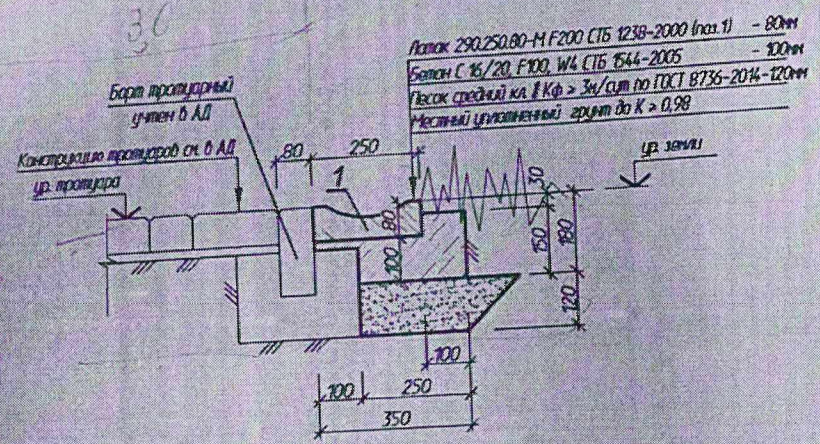 30
Лоток 290.250.80-М F200 СТБ 1238-2000 (поз.1) - 80мм
Бетон С 16/20, F100, W4 СТБ 1544-2005 - 100мм
Песок средний кл. II Кф > 3м/сут по ГОСТ 8736-2014-120мм
Местный уплотненный грунт до К ≥ 0,98
Борт тротуарный
учтен в АД
Конструкцию тротуаров см. в АД
ур. тротуара
80
250
1
ур. земли
30
80
100
150
180
120
100
100
250
350